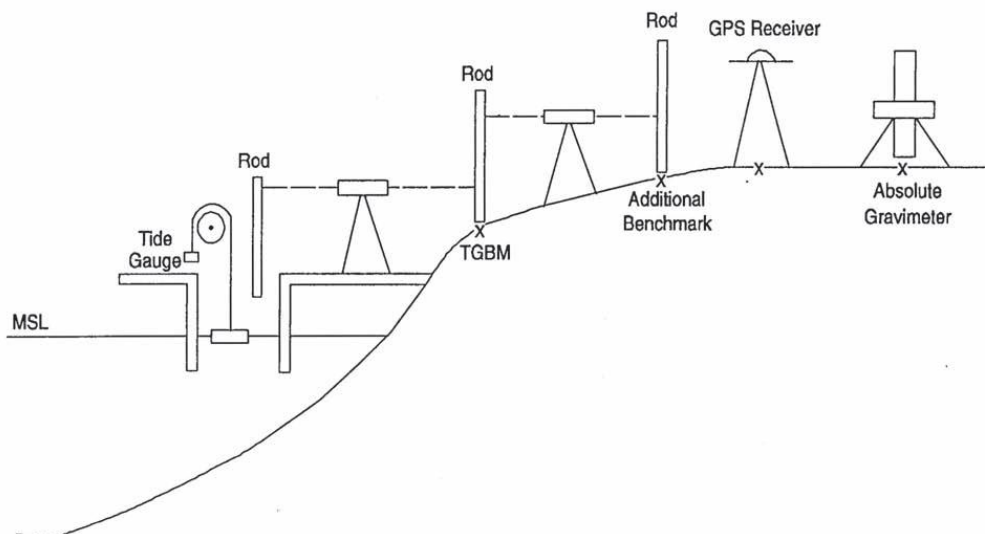 Rod
GPS Receiver
Rod
Rod
Tide
Gauge
TGBM
Additional
Benchmark
Absolute
Gravimeter
MSL